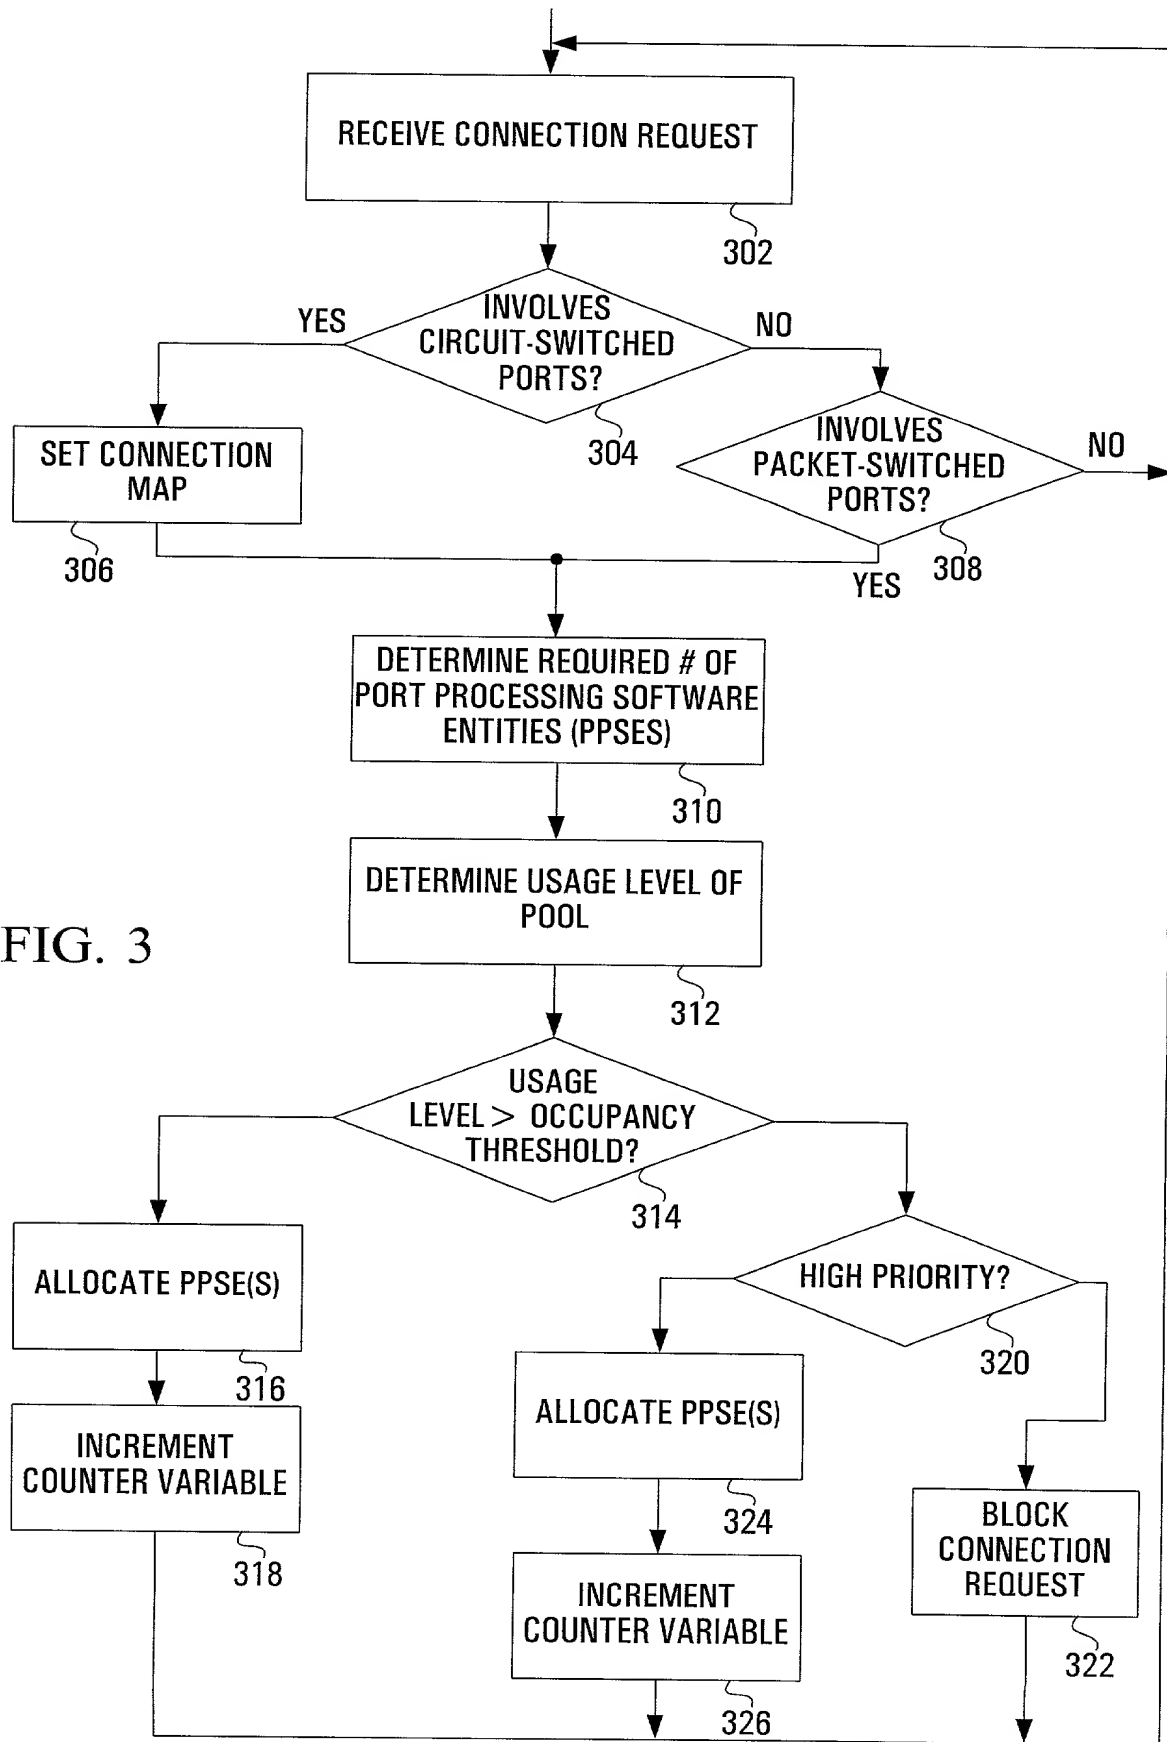 RECEIVE CONNECTION REQUEST
302
INVOLVES
CIRCUIT-SWITCHED
PORTS?
YES
NO
304
SET CONNECTION
MAP
306
INVOLVES
PACKET-SWITCHED
PORTS?
NO
308
YES
DETERMINE REQUIRED # OF
PORT PROCESSING SOFTWARE
ENTITIES (PPSES)
310
DETERMINE USAGE LEVEL OF
POOL
312
FIG. 3
USAGE
LEVEL > OCCUPANCY
THRESHOLD?
314
ALLOCATE PPSE(S)
316
HIGH PRIORITY?
320
INCREMENT
COUNTER VARIABLE
318
ALLOCATE PPSE(S)
324
BLOCK
CONNECTION
REQUEST
322
INCREMENT
COUNTER VARIABLE
326